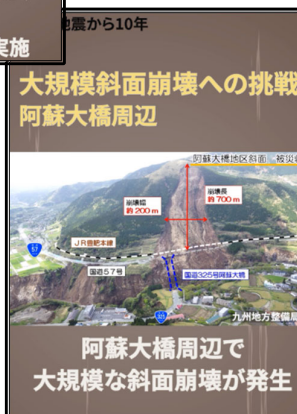 地震から10年
実施
大規模斜面崩壊への挑戦
阿蘇大橋周辺
阿蘇大橋地区斜面 被災
崩壊幅
約200m
崩壊長
約700m
57
JR豊肥本線
国道57号
国道325号阿蘇大橋
325
九州地方整備局
阿蘇大橋周辺で
大規模な斜面崩壊が発生